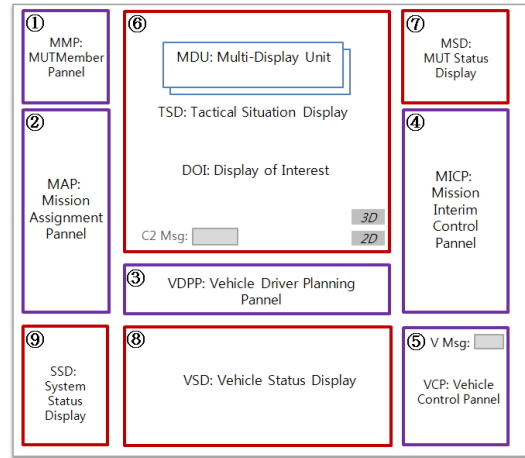 ①
MMP:
MUTMember
Pannel
⑥
MDU: Multi-Display Unit
TSD: Tactical Situation Display
DOI: Display of Interest
3D
C2 Msg:
2D
⑦
MSD:
MUT Status
Display
②
MAP:
Mission
Assignment
Pannel
④
MICP:
Mission
Interim
Control
Pannel
③
VDPP: Vehicle Driver Planning
Pannel
⑨
SSD:
System
Status
Display
⑧
VSD: Vehicle Status Display
⑤ V Msg:
VCP: Vehicle
Control Pannel